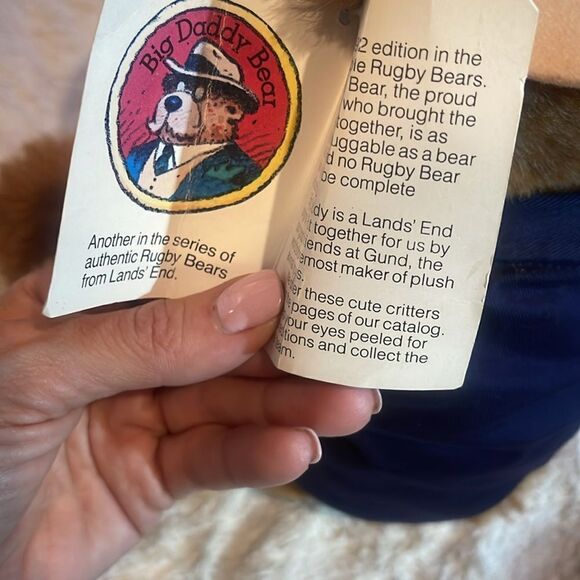 Big Daddy Bear
Another in the series of
authentic Rugby Bears
from Lands' End.
2 edition in the
ie Rugby Bears.
Bear, the proud
who brought the
together, is as
uggable as a bear
d no Rugby Bear
be complete
dy is a Lands' End
t together for us by
ends at Gund, the
emost maker of plush
s.
er these cute critters
pages of our catalog.
your eyes peeled for
tions and collect the
am.